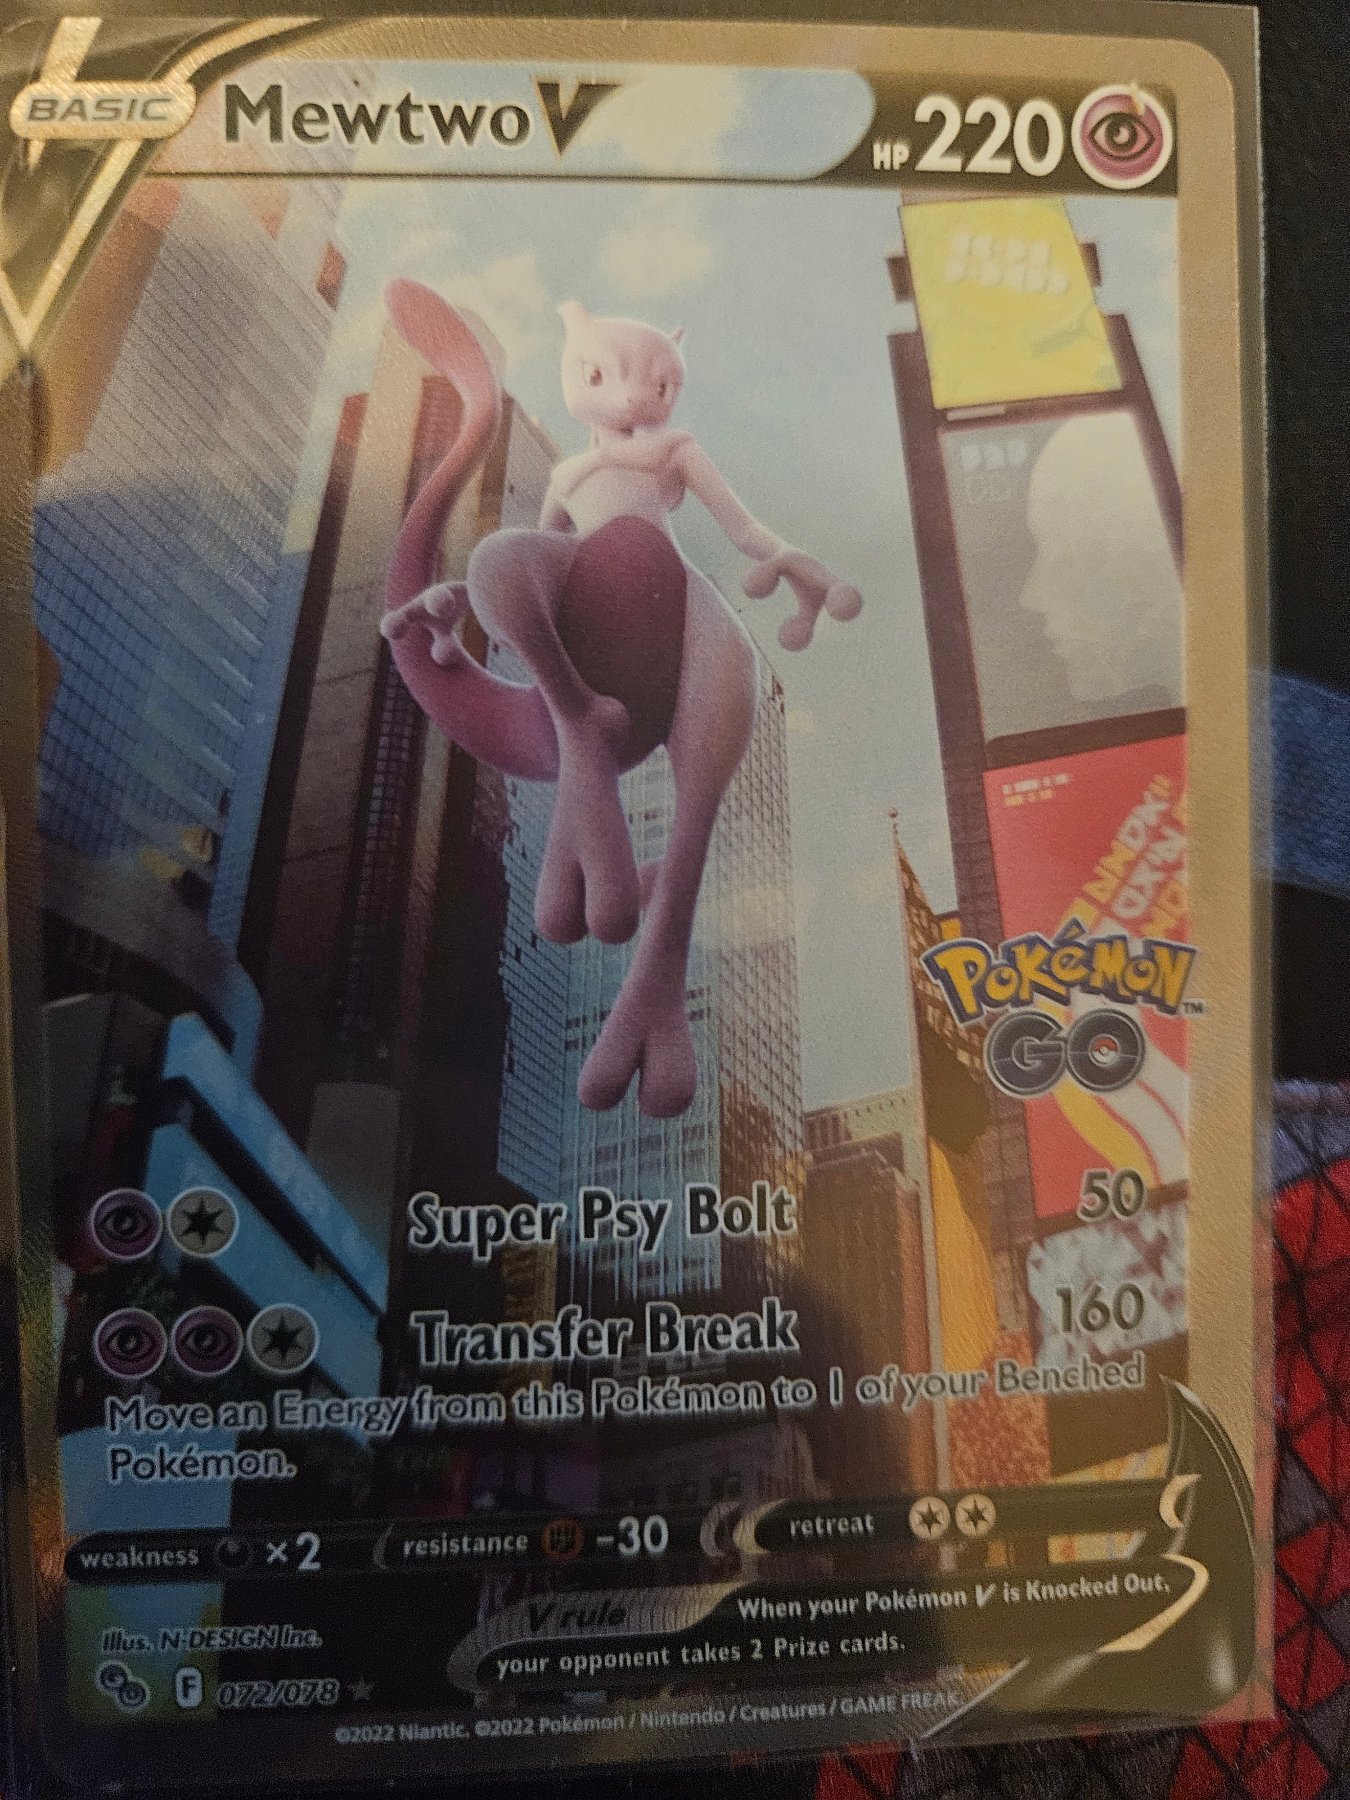 BASIC
Mewtwo V
HP 220
POKéMON™
GO
Super Psy Bolt 50
Transfer Break 160
Move an Energy from this Pokémon to 1 of your Benched
Pokémon.
weakness ×2 resistance -30 retreat
V rule When your Pokémon V is Knocked Out,
your opponent takes 2 Prize cards.
Illus. N-DESIGN Inc.
GO F 072/078
©2022 Niantic. ©2022 Pokémon / Nintendo / Creatures / GAME FREAK.